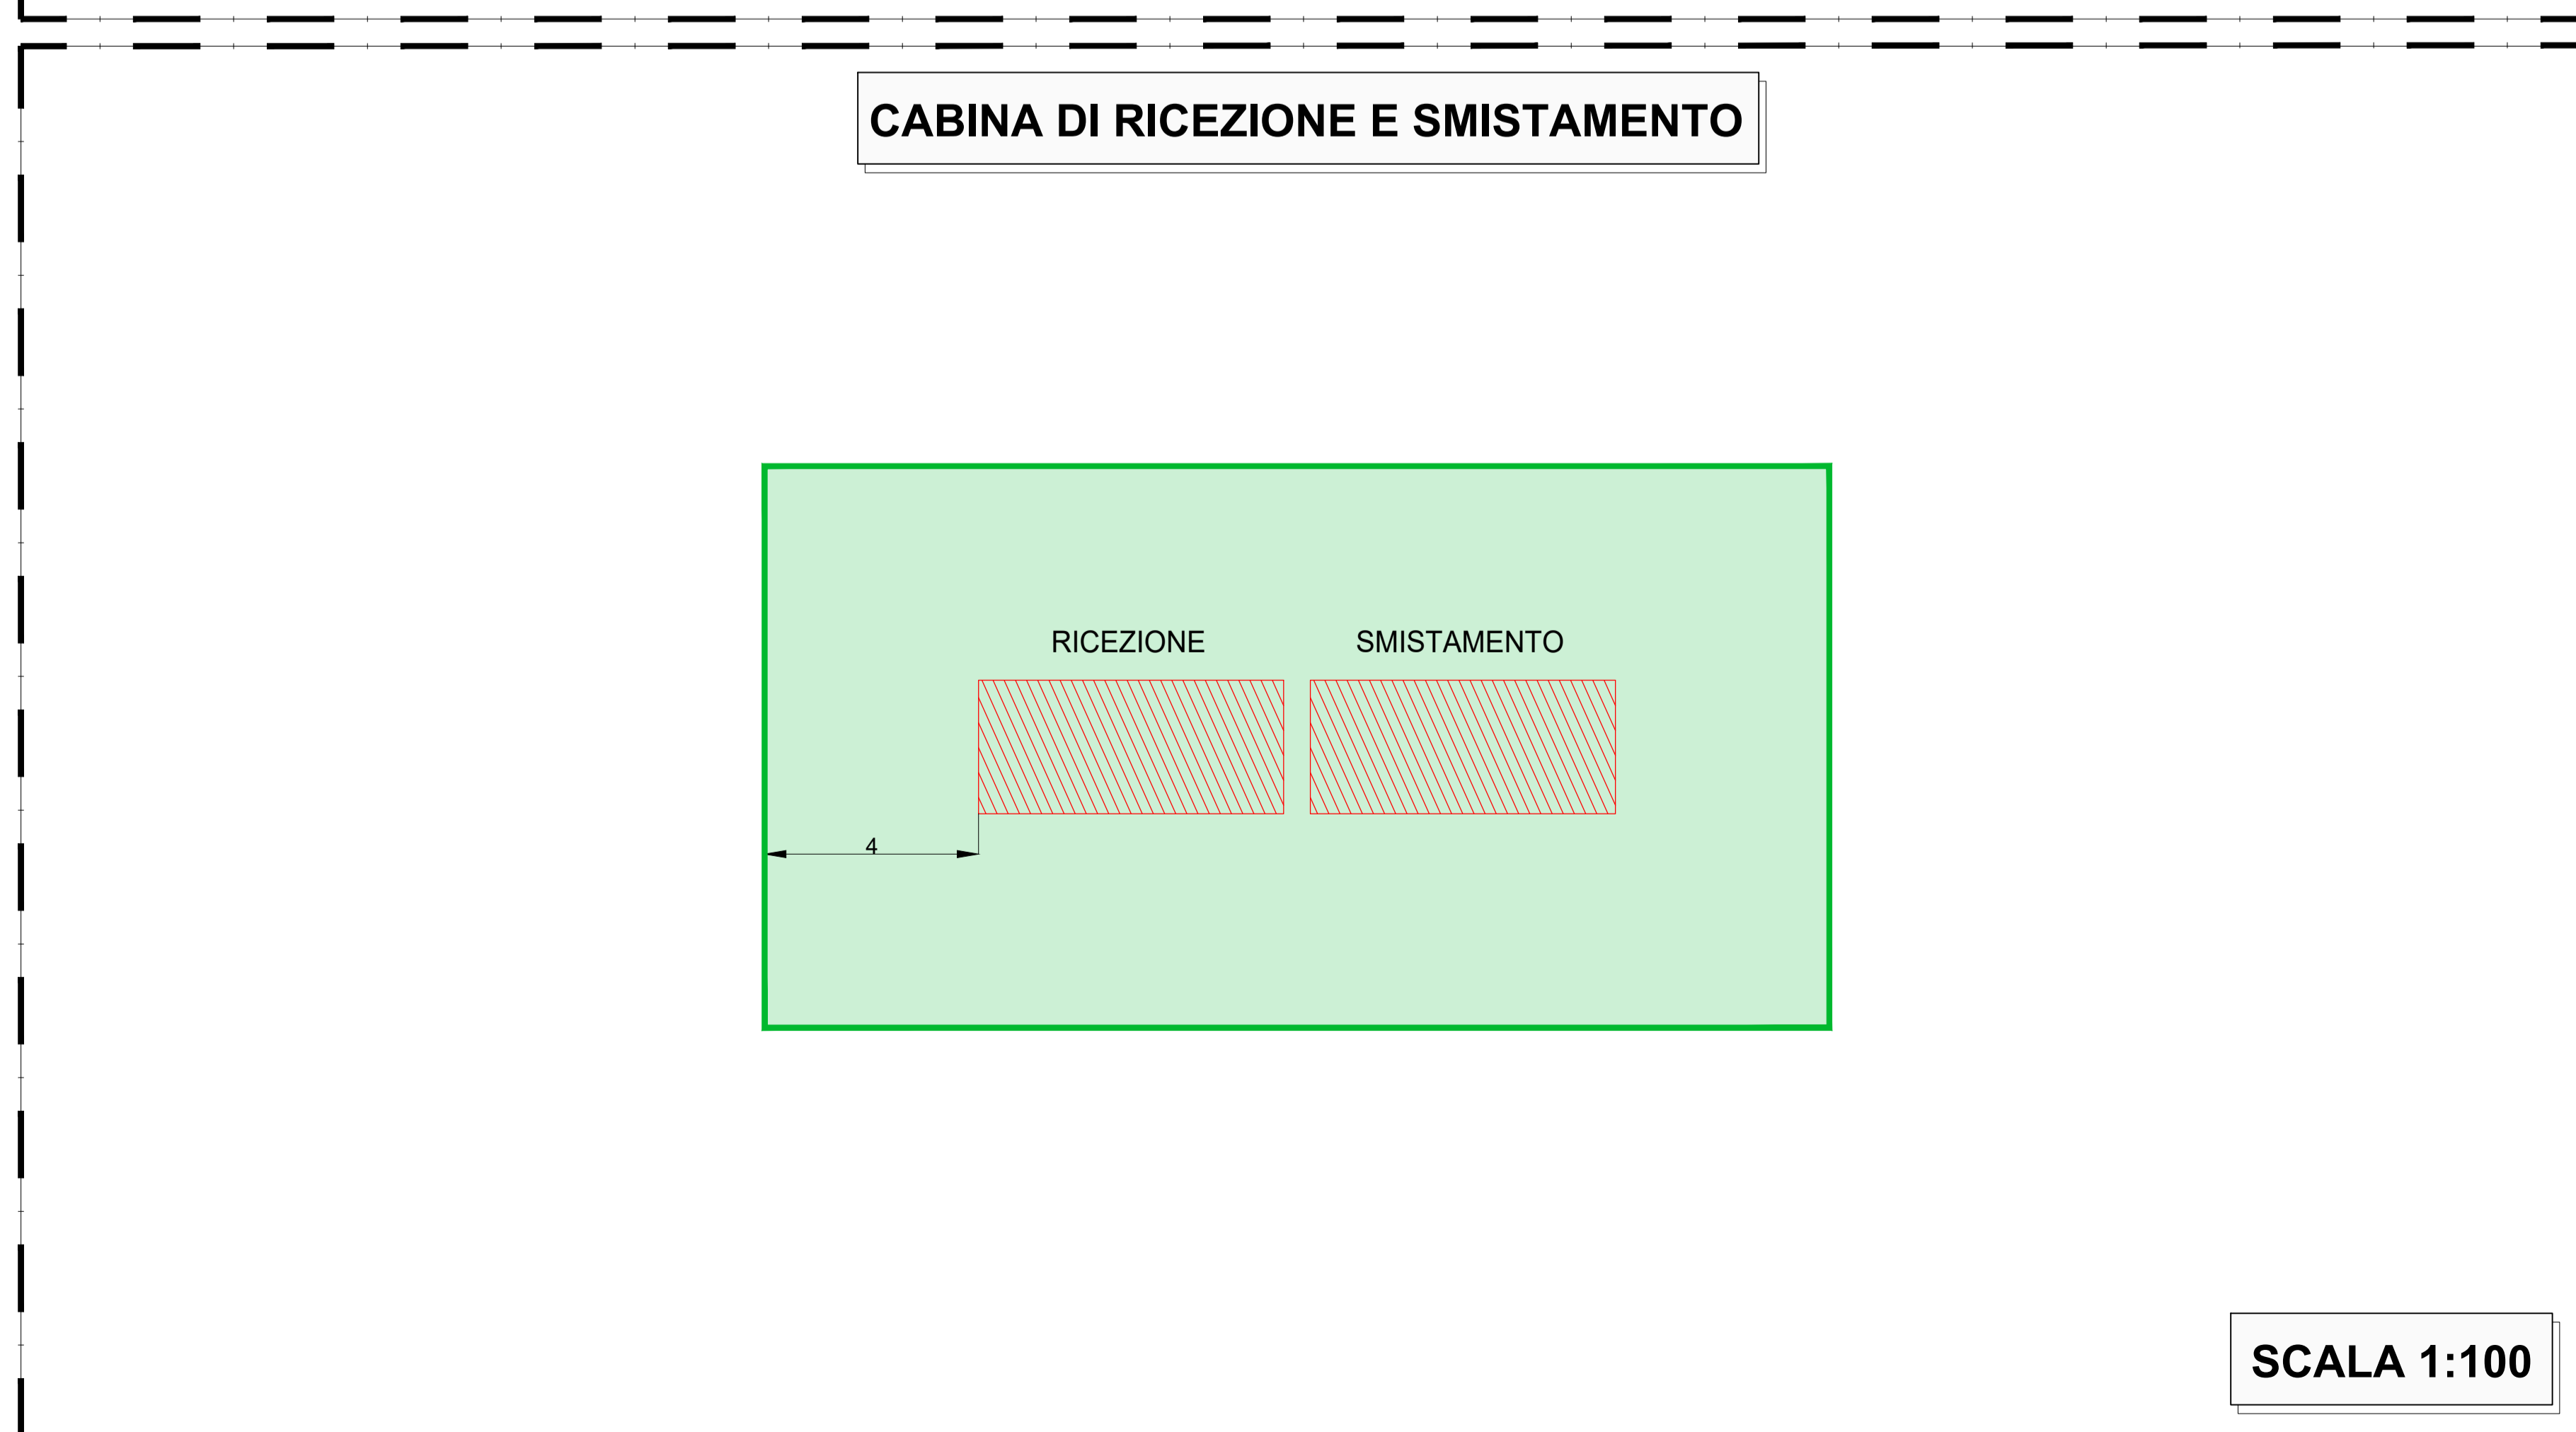 CABINA DI RICEZIONE E SMISTAMENTO
RICEZIONE
SMISTAMENTO
4
SCALA 1:100